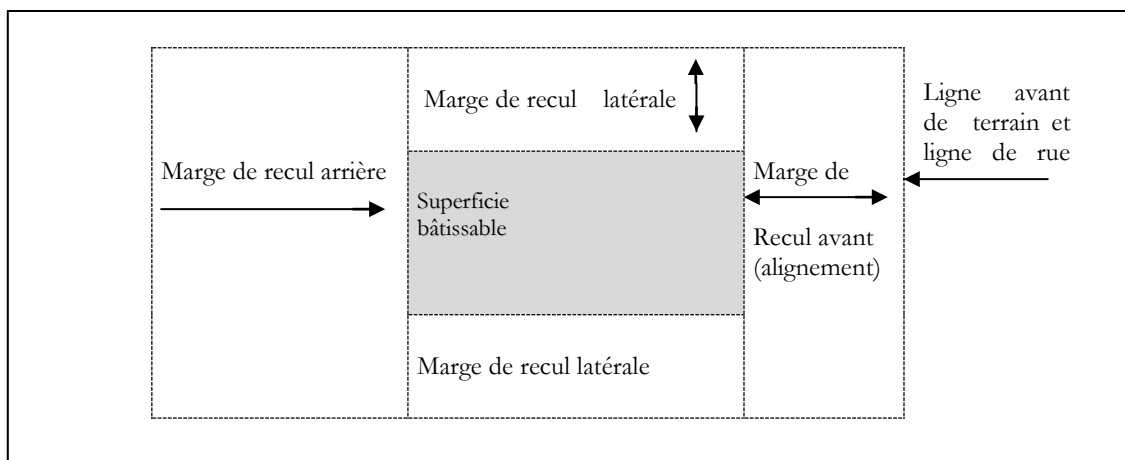 Marge de recul latérale
Ligne avant
de terrain et
ligne de rue
Marge de recul arrière
Marge de
Superficie
bâtissable
Recul avant
(alignement)
Marge de recul latérale